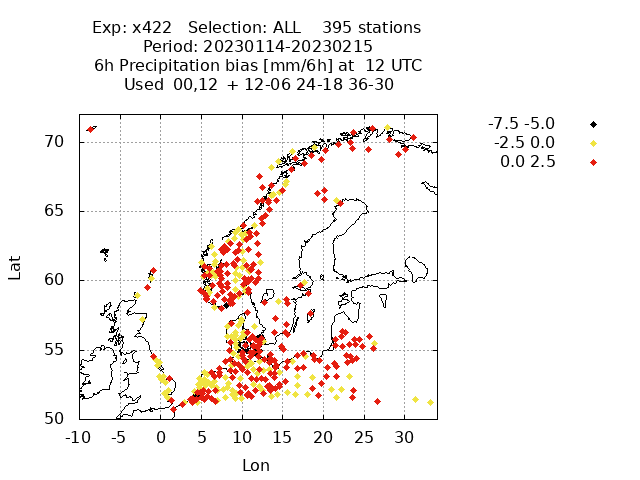 Exp: x422   Selection: ALL    395 stations
Period: 20230114-20230215
6h Precipitation bias [mm/6h] at  12 UTC
Used  00,12  + 12-06 24-18 36-30
-7.5 -5.0
-2.5 0.0
0.0 2.5
70
65
60
55
50
Lat
-10 -5 0 5 10 15 20 25 30
Lon